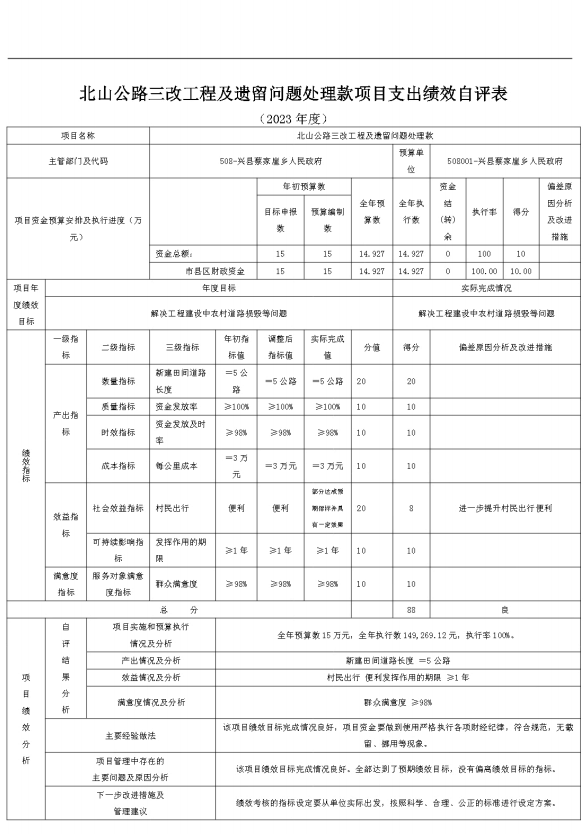 北山公路三改工程及遗留问题处理款项目支出绩效自评表
（2023 年度）
项目名称 北山公路三改工程及遗留问题处理款
主管部门及代码 508-兴县蔡家崖乡人民政府 预算单位 508001-兴县蔡家崖乡人民政府
项目资金预算安排及执行进度（万元） 年初预算数 全年预算数 全年执行数 资金结（转）余 执行率 得分 偏差原因分析及改进措施
目标申报数 预算编制数
资金总额： 15 15 14.927 14.927 0 100 10
市县区财政资金 15 15 14.927 14.927 0 100.00 10.00
项目年度绩效目标 年度目标 实际完成情况
解决工程建设中农村道路损毁等问题 解决工程建设中农村道路损毁等问题
绩效指标 一级指标 二级指标 三级指标 年初指标值 调整后指标值 实际完成值 分值 得分 偏差原因分析及改进措施
产出指标 数量指标 新建田间道路长度 ＝5公路 ＝5公路 ＝5公路 20 20
质量指标 资金发放率 ≥100% ≥100% ≥100% 10 10
时效指标 资金发放及时率 ≥98% ≥98% ≥98% 10 10
成本指标 每公里成本 ＝3万元 ＝3万元 ＝3万元 10 10
效益指标 社会效益指标 村民出行 便利 便利 部分达成预期指标并具有一定效果 20 8 进一步提升村民出行便利
可持续影响指标 发挥作用的期限 ≥1年 ≥1年 ≥1年 10 10
满意度指标 服务对象满意度指标 群众满意度 ≥98% ≥98% ≥98% 10 10
总 分 88 良
项目绩效分析 自评结果分析 项目实施和预算执行情况及分析 全年预算数15万元，全年执行数149,269.12元，执行率100%。
产出情况及分析 新建田间道路长度 ＝5公路
效益情况及分析 村民出行 便利发挥作用的期限 ≥1年
满意度情况及分析 群众满意度 ≥98%
主要经验做法 该项目绩效目标完成情况良好，项目资金要做到使用严格执行各项财经纪律，符合规范，无截留、挪用等现象。
项目管理中存在的主要问题及原因分析 该项目绩效目标完成情况良好。全部达到了预期绩效目标，没有偏离绩效目标的指标。
下一步改进措施及管理建议 绩效考核的指标设定要从单位实际出发，按照科学、合理、公正的标准进行设定方案。